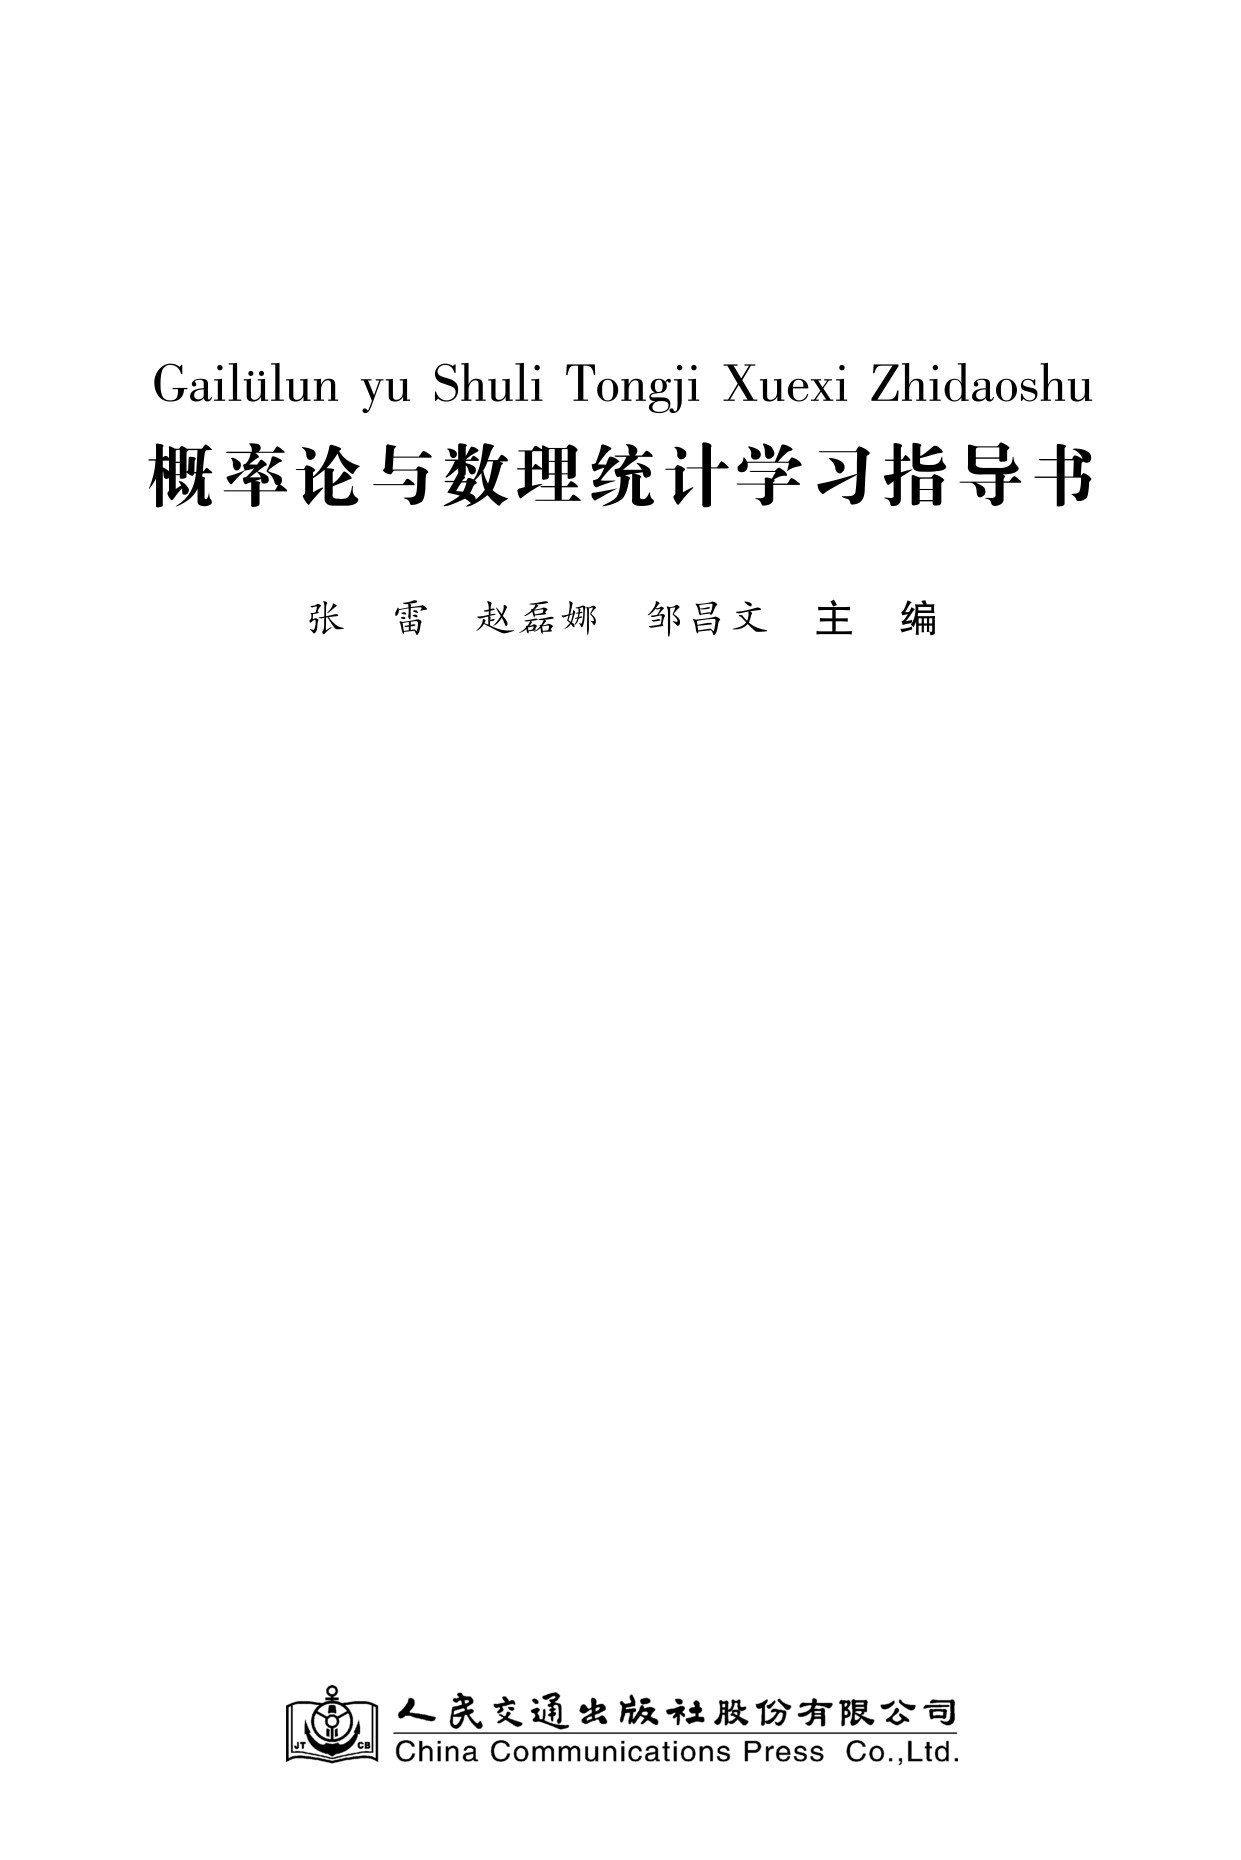 Gailülun yu Shuli Tongji Xuexi Zhidaoshu
概率论与数理统计学习指导书
张 雷 赵磊娜 邹昌文 主 编
人民交通出版社股份有限公司
JT CB
China Communications Press Co.,Ltd.